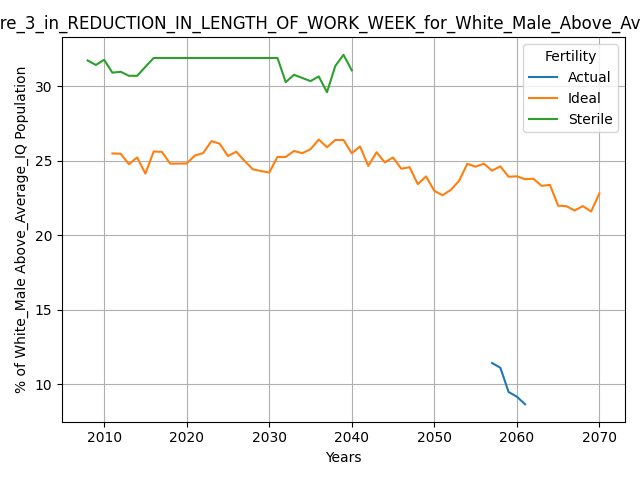 re_3_in_REDUCTION_IN_LENGTH_OF_WORK_WEEK_for_White_Male_Above_Av
Fertility
Actual
Ideal
Sterile
% of White_Male Above_Average_IQ Population
30
25
20
15
10
2010 2020 2030 2040 2050 2060 2070
Years